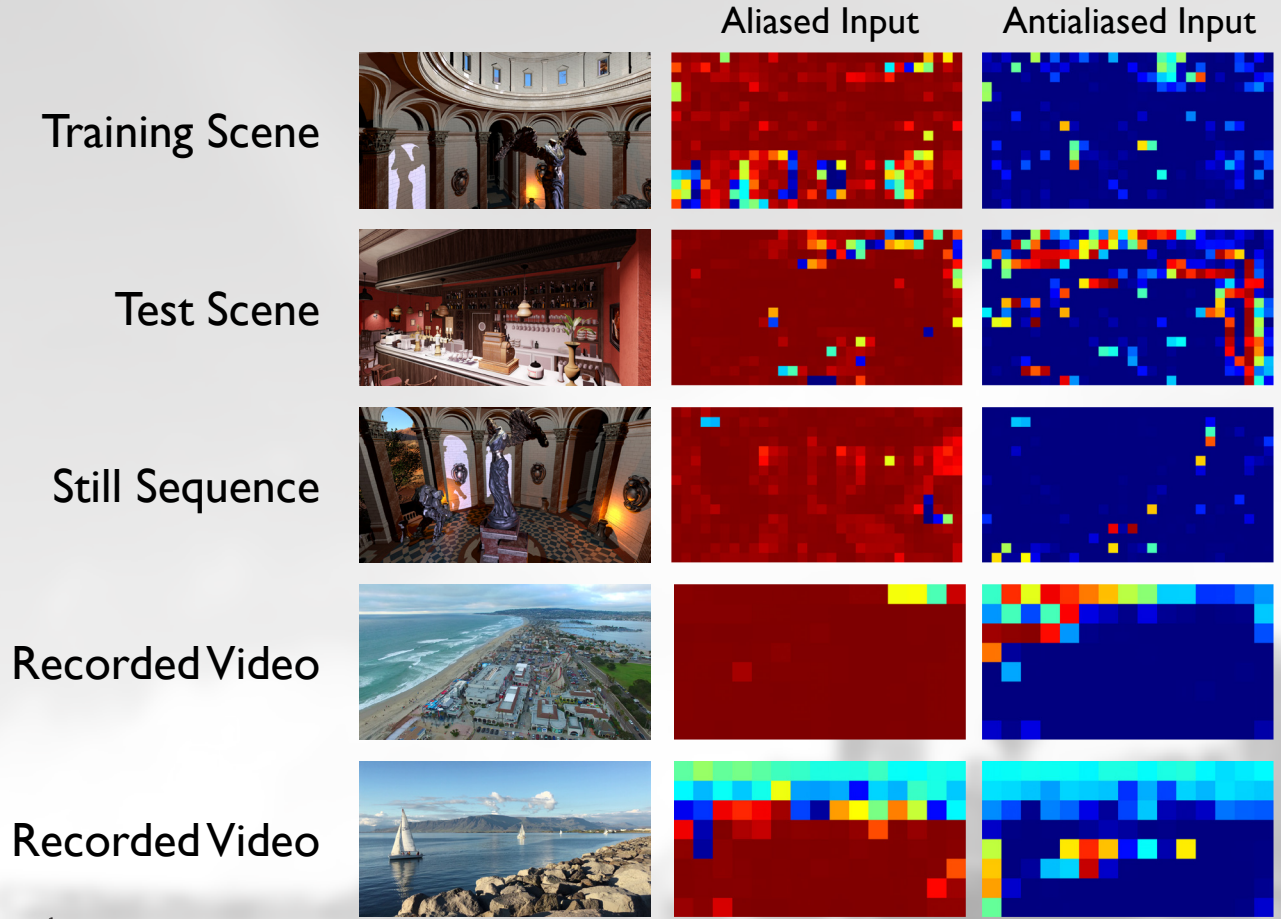 Aliased Input
Antialiased Input
Training Scene
Test Scene
Still Sequence
Recorded Video
Recorded Video